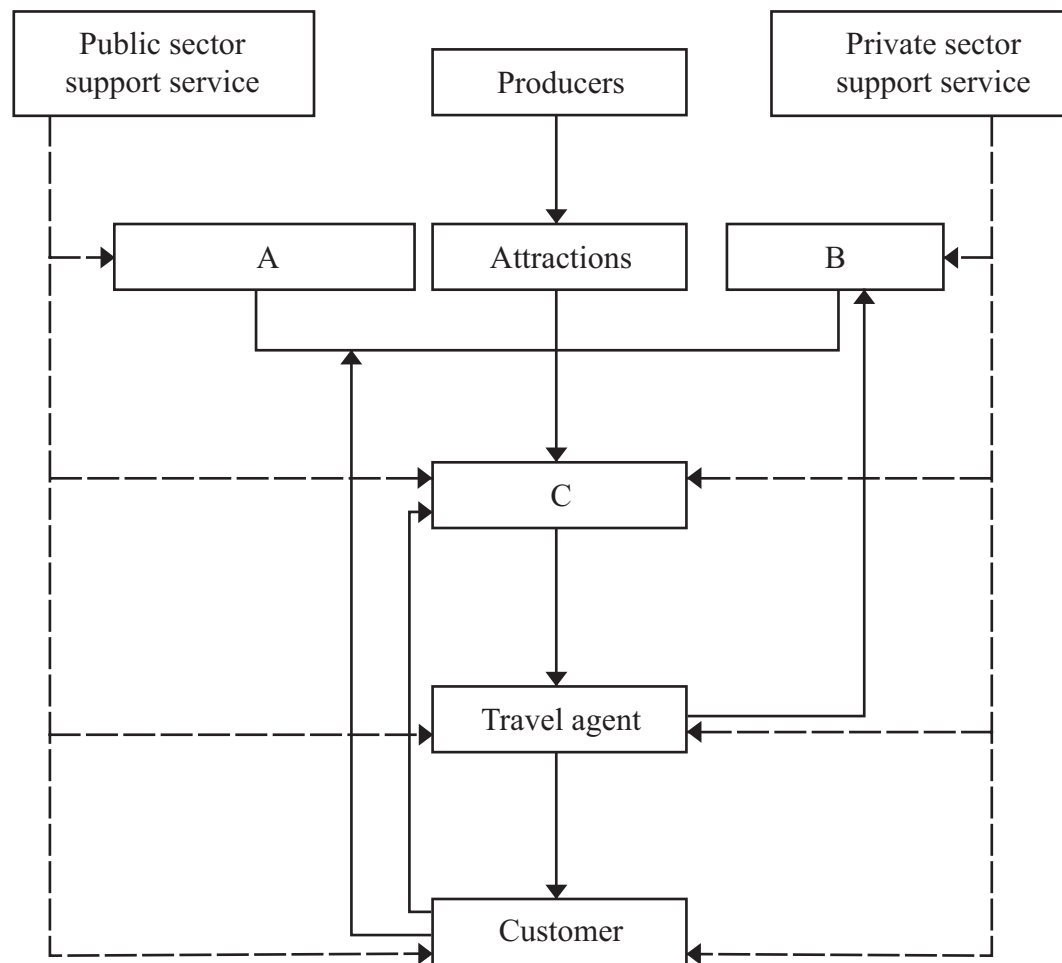 Public sector
support service
Producers
Private sector
support service
A
Attractions
B
C
Travel agent
Customer